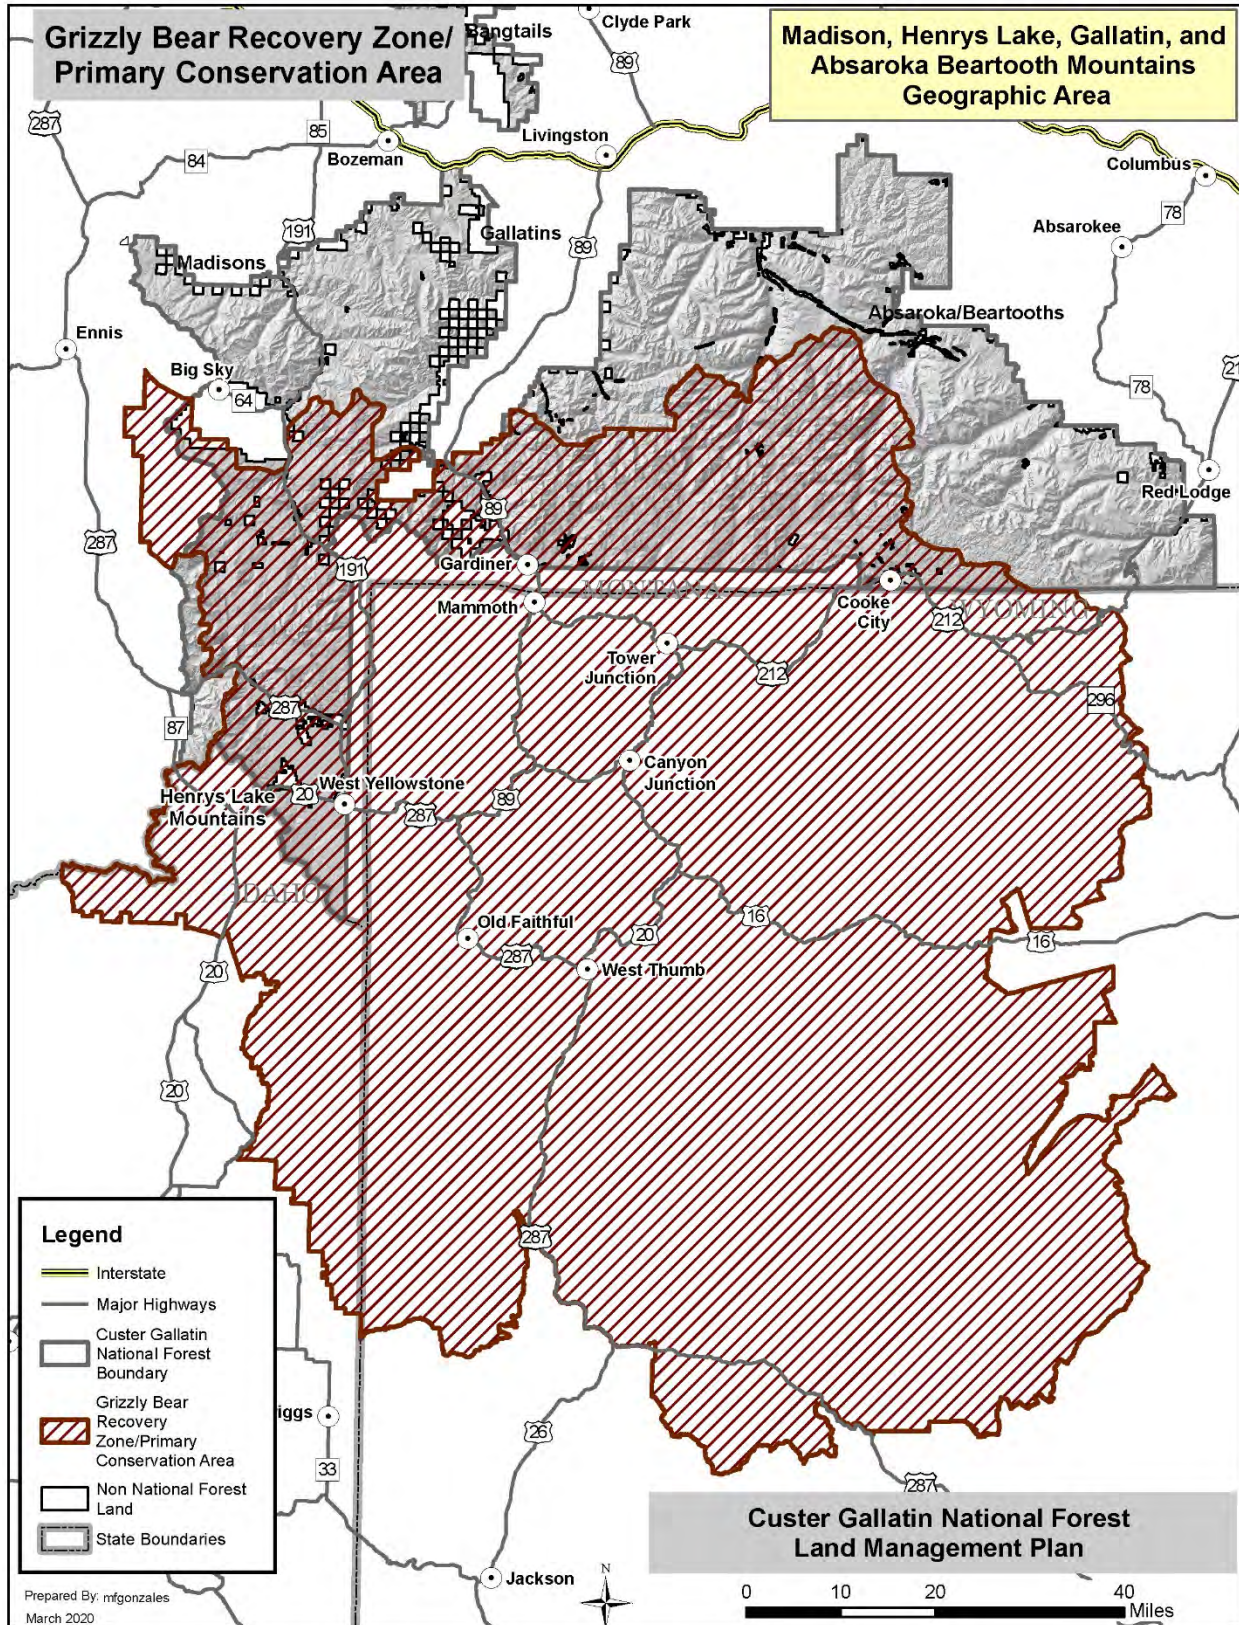 Grizzly Bear Recovery Zone/
Primary Conservation Area
Madison, Henrys Lake, Gallatin, and
Absaroka Beartooth Mountains
Geographic Area
Bangtails
Clyde Park
89
287
85
Livingston
Bozeman
84
Columbus
78
Absarokee
191
Gallatins
89
Madisons
Absaroka/Beartooths
Ennis
Big Sky
64
78
21
Red Lodge
89
287
191
Gardiner
MONTANA
Mammoth
Cooke
City
WYOMING
212
Tower
Junction
212
296
287
87
Canyon
Junction
West Yellowstone
20
Henrys Lake
Mountains
287
89
IDAHO
Old Faithful
16
20
16
287
West Thumb
20
20
287
Legend
Interstate
Major Highways
Custer Gallatin
National Forest
Boundary
Grizzly Bear
Recovery
Zone/Primary
Conservation Area
Non National Forest
Land
State Boundaries
iggs
33
26
287
Custer Gallatin National Forest
Land Management Plan
Jackson
N
0 10 20 40
Miles
Prepared By: mfgonzales
March 2020